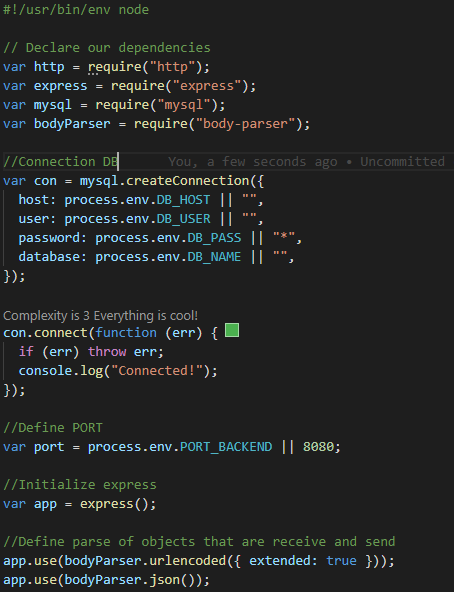 #!/usr/bin/env node
// Declare our dependencies
var http = require("http");
var express = require("express");
var mysql = require("mysql");
var bodyParser = require("body-parser");
//Connection DB You, a few seconds ago • Uncommitted
var con = mysql.createConnection({
  host: process.env.DB_HOST || "",
  user: process.env.DB_USER || "",
  password: process.env.DB_PASS || "*",
  database: process.env.DB_NAME || "",
});
Complexity is 3 Everything is cool!
con.connect(function (err) {
  if (err) throw err;
  console.log("Connected!");
});
//Define PORT
var port = process.env.PORT_BACKEND || 8080;
//Initialize express
var app = express();
//Define parse of objects that are receive and send
app.use(bodyParser.urlencoded({ extended: true }));
app.use(bodyParser.json());